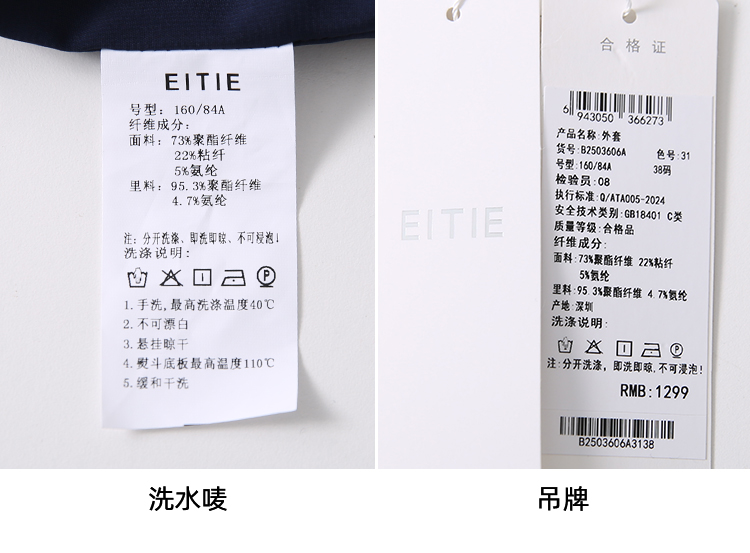 EITIE
号型: 160/84A
纤维成分:
面料: 73%聚酯纤维
22%粘纤
5%氨纶
里料: 95.3%聚酯纤维
4.7%氨纶
注: 分开洗涤、即洗即晾、不可浸泡!
洗涤说明:
1.手洗,最高洗涤温度40℃
2.不可漂白
3.悬挂晾干
4.熨斗底板最高温度110℃
5.缓和干洗
洗水唛
EITIE
合格证
6 943050 366273
产品名称: 外套
货号: B2503606A 色号: 31
号型: 160/84A 38码
检验员: 08
执行标准: Q/ATA005-2024
安全技术类别: GB18401 C类
质量等级: 合格品
纤维成分:
面料: 73%聚酯纤维 22%粘纤
5%氨纶
里料: 95.3%聚酯纤维 4.7%氨纶
产地: 深圳
洗涤说明:
注: 分开洗涤, 即洗即晾, 不可浸泡!
RMB: 1299
B2503606A3138
吊牌